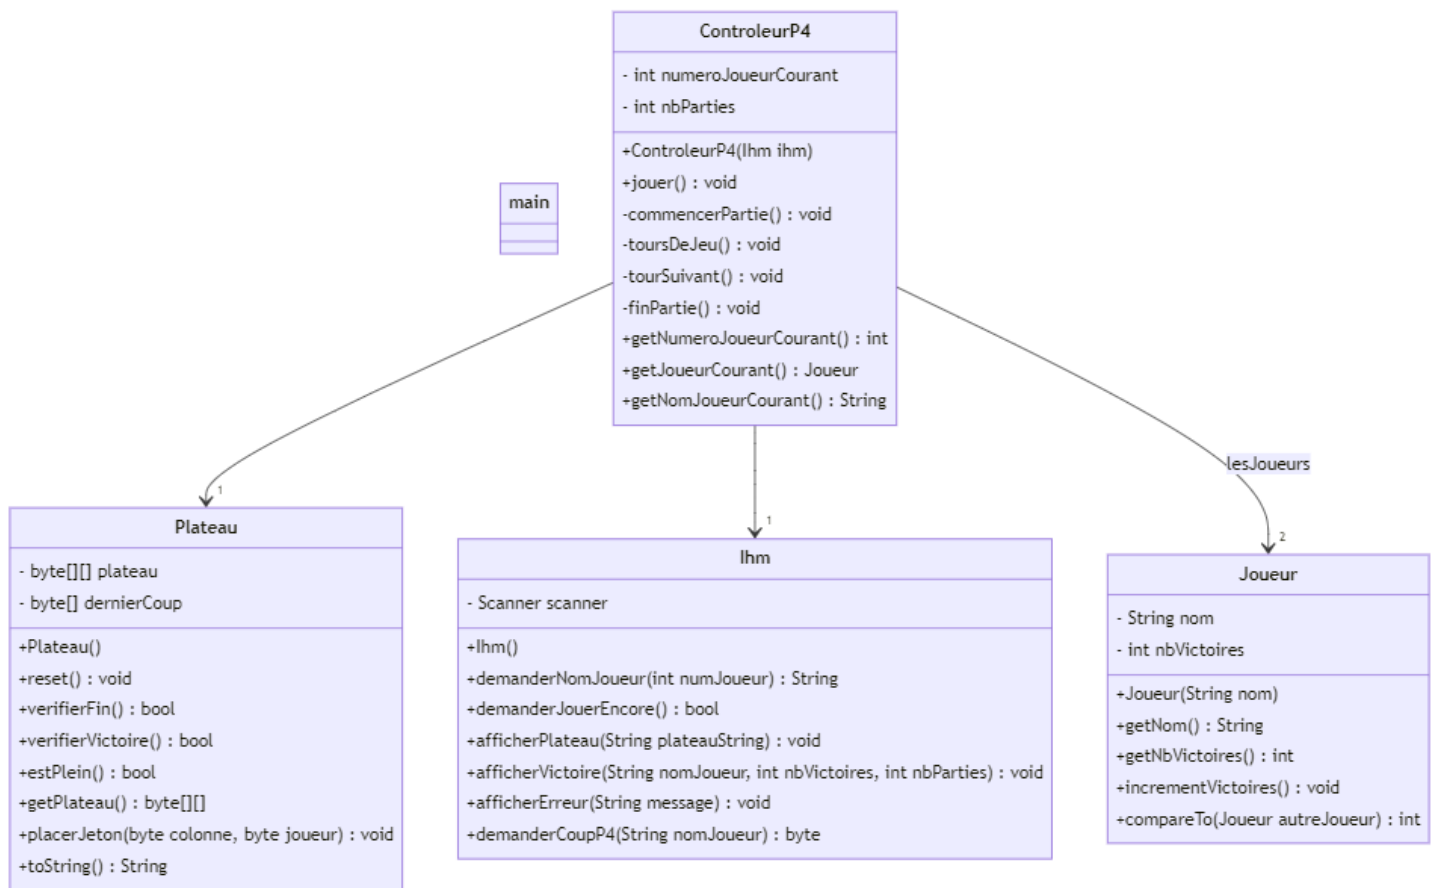 ControleurP4
- int numeroJoueurCourant
- int nbParties
+ControleurP4(Ihm ihm)
+jouer() : void
-commencerPartie() : void
-toursDeJeu() : void
-tourSuivant() : void
-finPartie() : void
+getNumeroJoueurCourant() : int
+getJoueurCourant() : Joueur
+getNomJoueurCourant() : String
main
lesJoueurs
1
1
2
Plateau
- byte[][] plateau
- byte[] dernierCoup
+Plateau()
+reset() : void
+verifierFin() : bool
+verifierVictoire() : bool
+estPlein() : bool
+getPlateau() : byte[][]
+placerJeton(byte colonne, byte joueur) : void
+toString() : String
Ihm
- Scanner scanner
+Ihm()
+demanderNomJoueur(int numJoueur) : String
+demanderJouerEncore() : bool
+afficherPlateau(String plateauString) : void
+afficherVictoire(String nomJoueur, int nbVictoires, int nbParties) : void
+afficherErreur(String message) : void
+demanderCoupP4(String nomJoueur) : byte
Joueur
- String nom
- int nbVictoires
+Joueur(String nom)
+getNom() : String
+getNbVictoires() : int
+incrementVictoires() : void
+compareTo(Joueur autreJoueur) : int